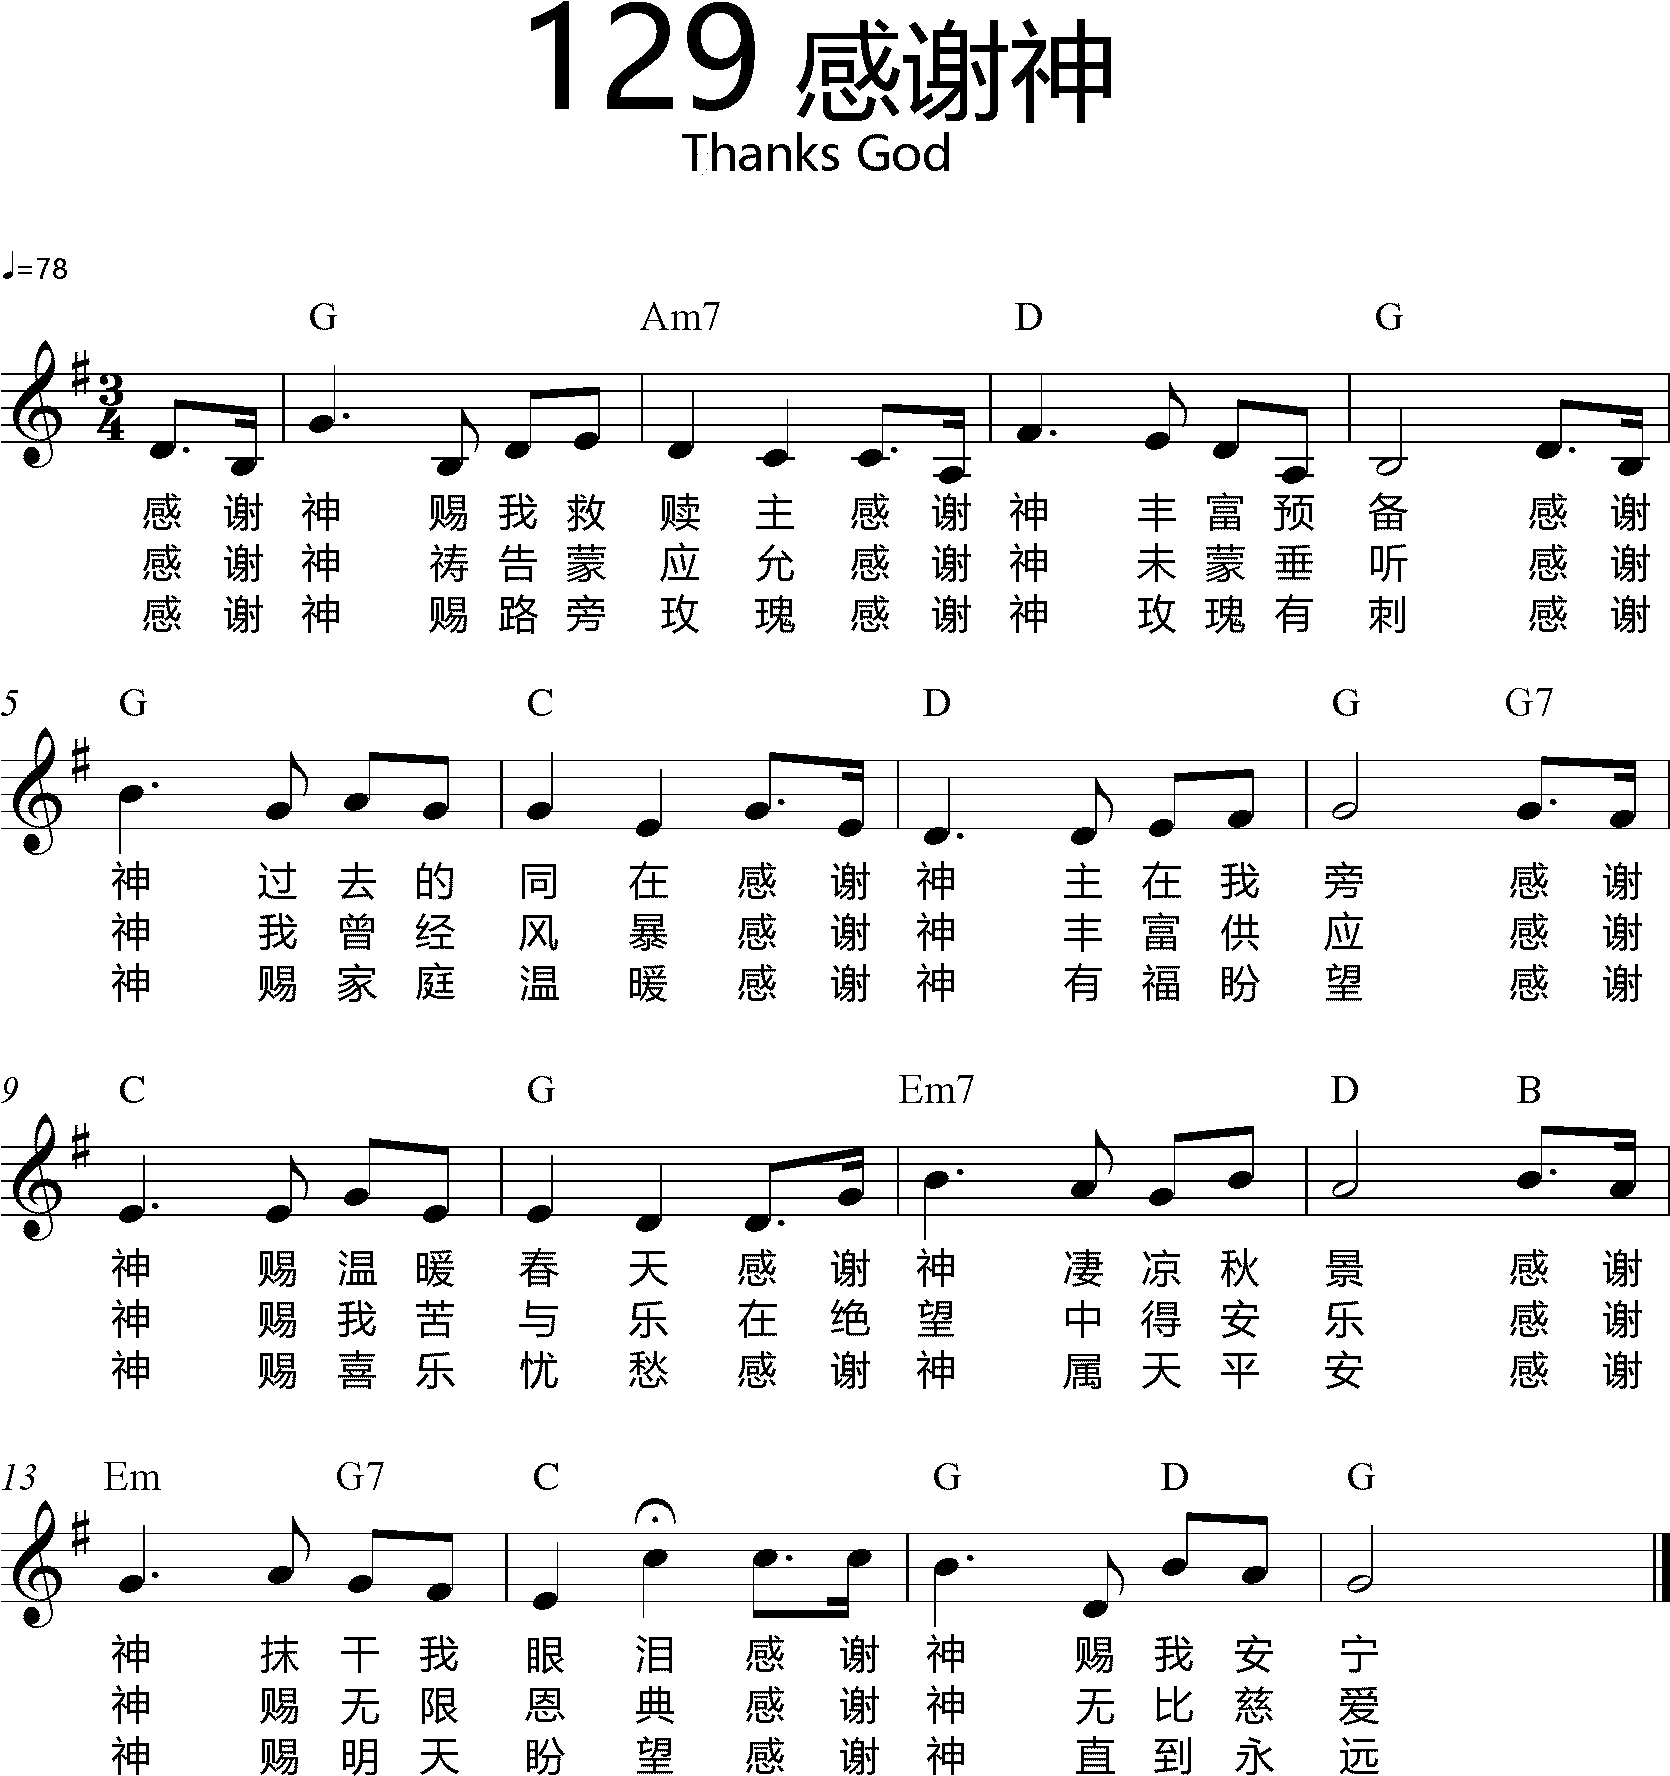 129 感谢神
Thanks God
♩=78
G Am7 D G
3
4
感谢神 赐我救赎主感谢神 丰富预备 感谢
感谢神 祷告蒙应允感谢神 未蒙垂听 感谢
感谢神 赐路旁玫瑰感谢神 玫瑰有刺 感谢
5 G C D G G7
神 过去的同在感谢神 主在我旁 感谢
神 我曾经风暴感谢神 丰富供应 感谢
神 赐家庭温暖感谢神 有福盼望 感谢
9 C G Em7 D B
神 赐温暖春天感谢神 凄凉秋景 感谢
神 赐我苦与乐在绝望 中得安乐 感谢
神 赐喜乐忧愁感谢神 属天平安 感谢
13 Em G7 C G D G
神 抹干我眼泪感谢神 赐我安宁
神 赐无限恩典感谢神 无比慈爱
神 赐明天盼望感谢神 直到永远